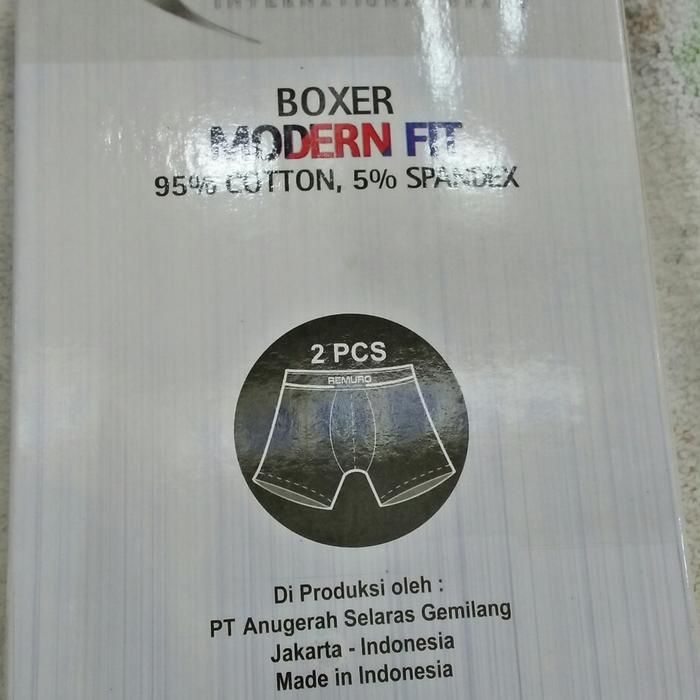 BOXER
MODERN FIT
95% COTTON, 5% SPANDEX
2 PCS
REMURO
Di Produksi oleh :
PT Anugerah Selaras Gemilang
Jakarta - Indonesia
Made in Indonesia